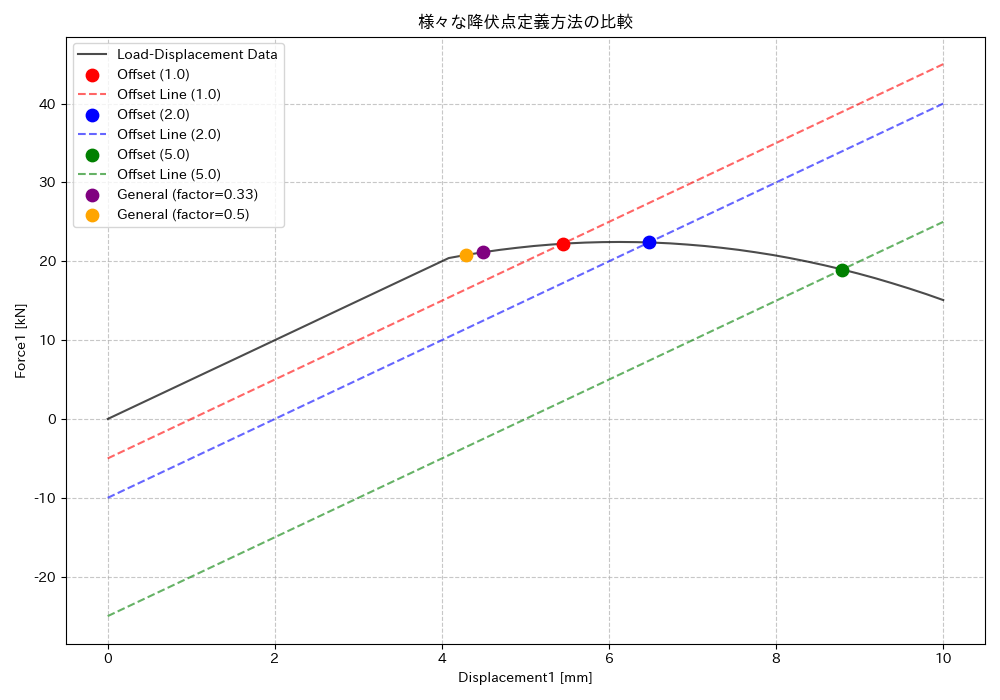 様々な降伏点定義方法の比較
Load-Displacement Data
Offset (1.0)
Offset Line (1.0)
Offset (2.0)
Offset Line (2.0)
Offset (5.0)
Offset Line (5.0)
General (factor=0.33)
General (factor=0.5)
Force1 [kN]
40
30
20
10
0
-10
-20
0 2 4 6 8 10
Displacement1 [mm]